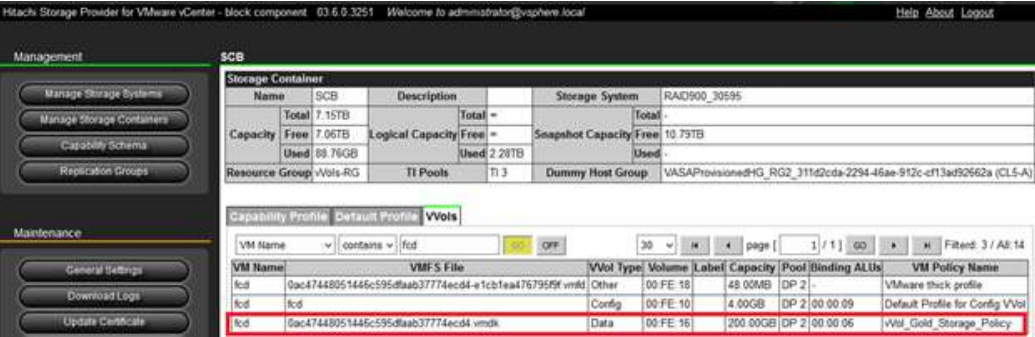 Hitachi Storage Provider for VMware vCenter - block component 03.6.0.3251 Welcome to administrator@vsphere.local Help About Logout
Management
Manage Storage Systems
Manage Storage Containers
Capability Schema
Replication Groups
Maintenance
General Settings
Download Logs
Update Certificate
SCB
Storage Container
Name SCB Description Storage System RAID900_30595
Capacity Total 7.15TB Logical Capacity Total - Snapshot Capacity Total -
Free 7.06TB Free - Free 10.79TB
Used 88.76GB Used 2.28TB Used -
Resource Group vVols-RG TI Pools TI 3 Dummy Host Group VASAProvisionedHG_RG2_311d2cda-2294-46ae-912c-cf13ad92662a (CL5-A)
Capability Profile Default Profile VVols
VM Name contains fcd GO OFF 30 page [ 1 / 1 ] GO Filterd: 3 / All: 14
VM Name VMFS File VVol Type Volume Label Capacity Pool Binding ALUs VM Policy Name
fcd 0ac47448051446c595dfaab37774ecd4-e1cb1ea476795f9f.vmfd Other 00:FE:18 48.00MB DP 2 - VMware thick profile
fcd fcd Config 00:FE:10 4.00GB DP 2 00:00:09 Default Profile for Config VVol
fcd 0ac47448051446c595dfaab37774ecd4.vmdk Data 00:FE:16 200.00GB DP 2 00:00:06 vVol_Gold_Storage_Policy